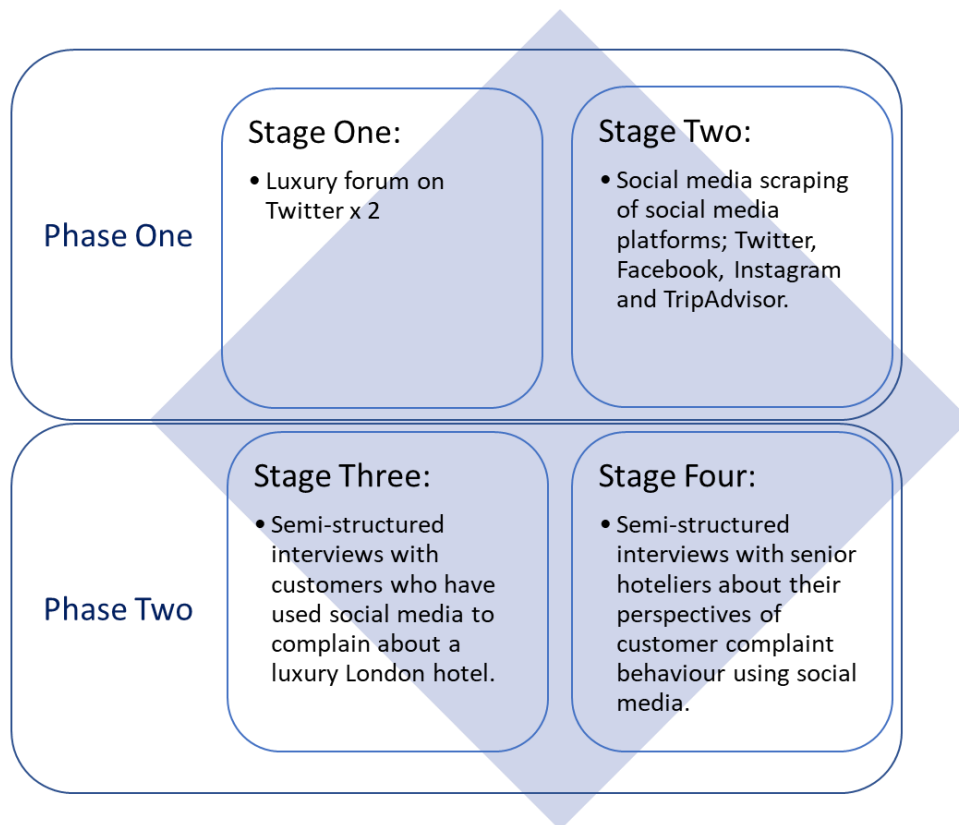 Phase One
Stage One:
• Luxury forum on
Twitter x 2
Stage Two:
• Social media scraping
of social media
platforms; Twitter,
Facebook, Instagram
and TripAdvisor.
Phase Two
Stage Three:
• Semi-structured
interviews with
customers who have
used social media to
complain about a
luxury London hotel.
Stage Four:
• Semi-structured
interviews with senior
hoteliers about their
perspectives of
customer complaint
behaviour using social
media.